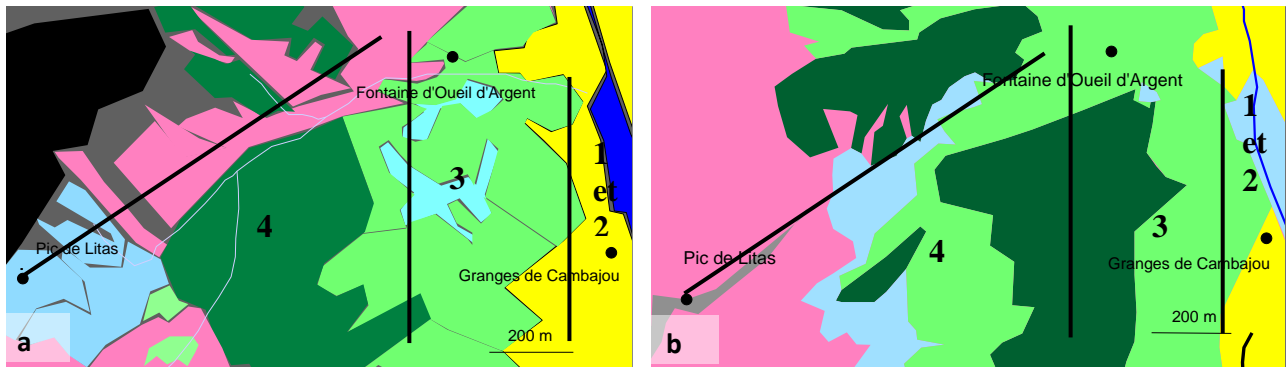 Fontaine d'Oueil d'Argent
1
et
2
3
4
Pic de Litas
Granges de Cambajou
200 m
a
Fontaine d'Oueil d'Argent
1
et
2
3
4
Pic de Litas
Granges de Cambajou
200 m
b